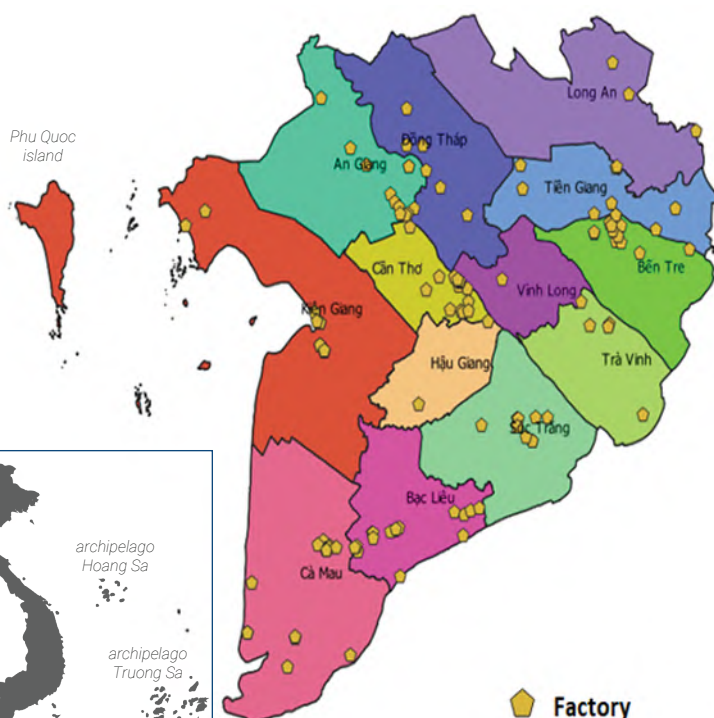 Long An
Phu Quoc
island
Đồng Tháp
An Giang
Tiền Giang
Cần Thơ
Bến Tre
Vĩnh Long
Kiên Giang
Hậu Giang
Trà Vinh
Sóc Trăng
Bạc Liêu
archipelago
Hoang Sa
Cà Mau
archipelago
Truong Sa
Factory